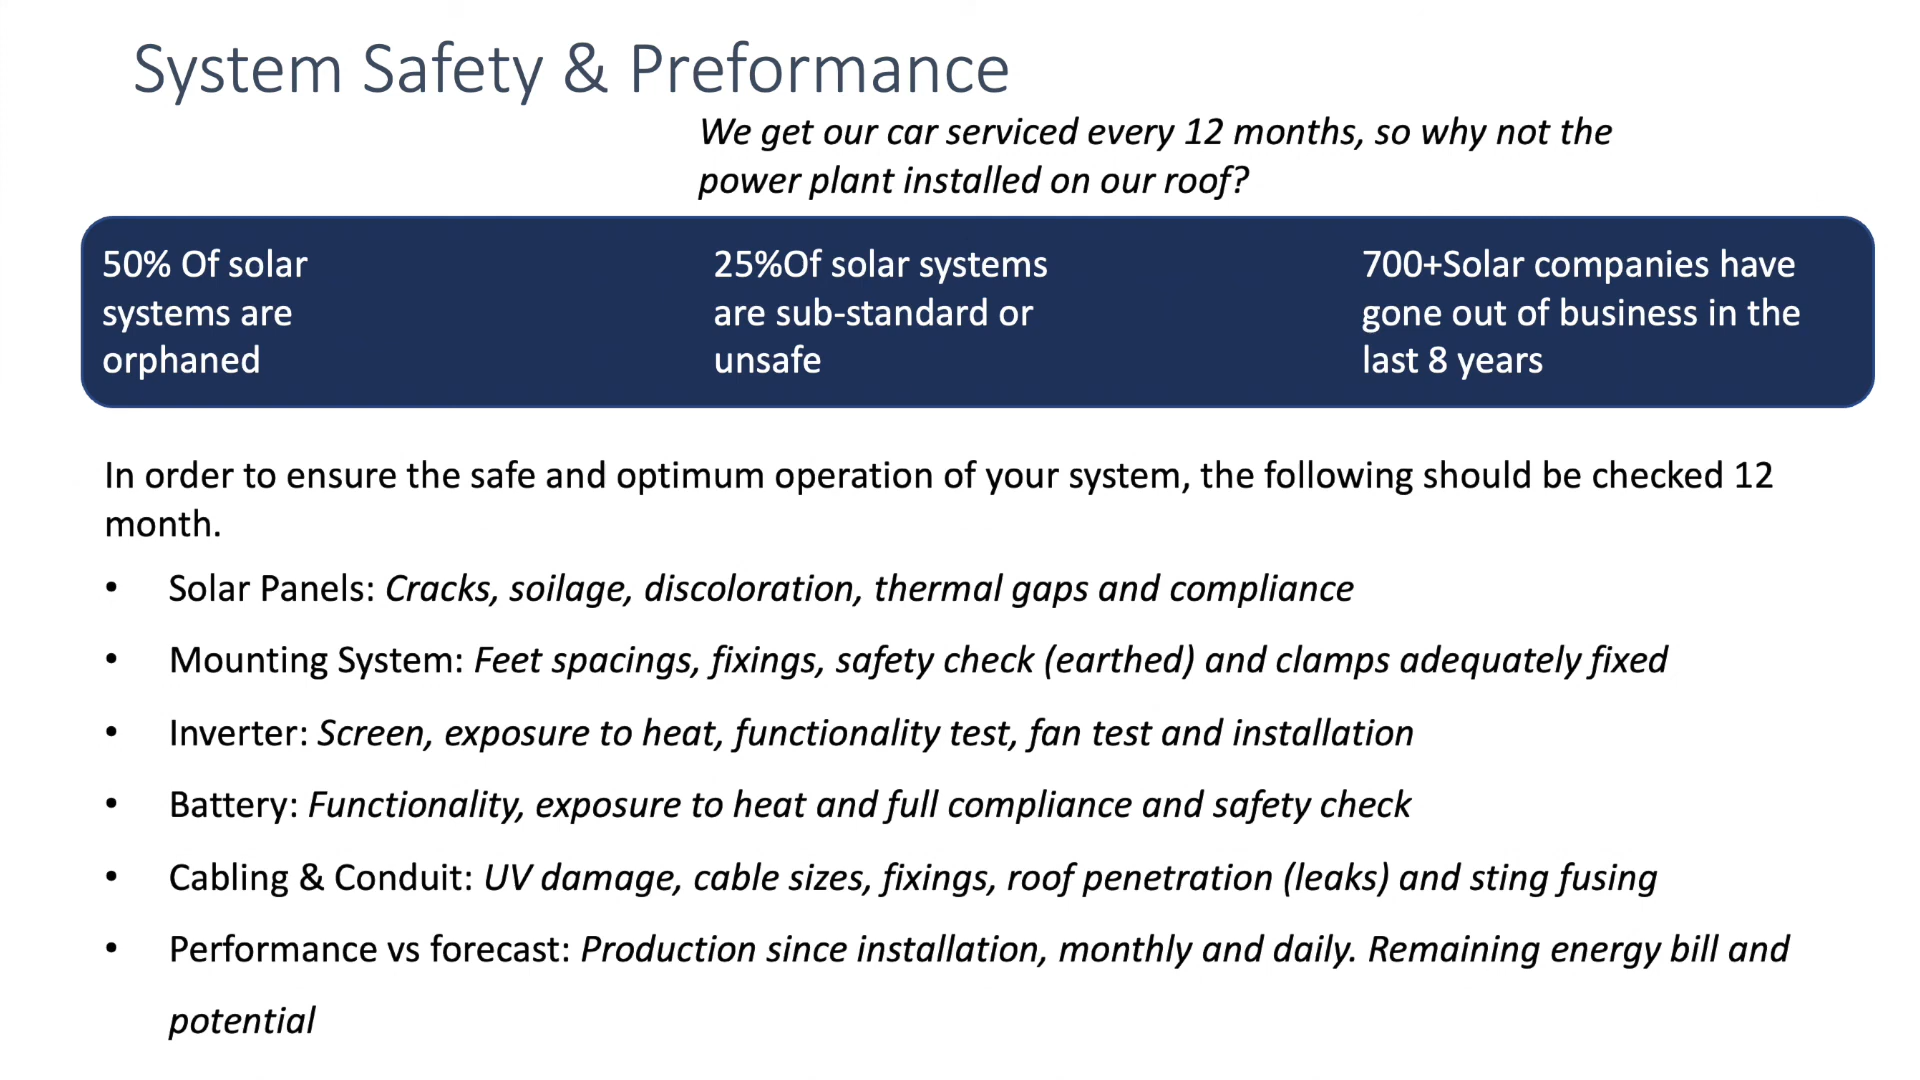 System Safety & Preformance
We get our car serviced every 12 months, so why not the
power plant installed on our roof?
50% Of solar
systems are
orphaned
25%Of solar systems
are sub-standard or
unsafe
700+Solar companies have
gone out of business in the
last 8 years
In order to ensure the safe and optimum operation of your system, the following should be checked 12
month.
• Solar Panels: Cracks, soilage, discoloration, thermal gaps and compliance
• Mounting System: Feet spacings, fixings, safety check (earthed) and clamps adequately fixed
• Inverter: Screen, exposure to heat, functionality test, fan test and installation
• Battery: Functionality, exposure to heat and full compliance and safety check
• Cabling & Conduit: UV damage, cable sizes, fixings, roof penetration (leaks) and sting fusing
• Performance vs forecast: Production since installation, monthly and daily. Remaining energy bill and
potential